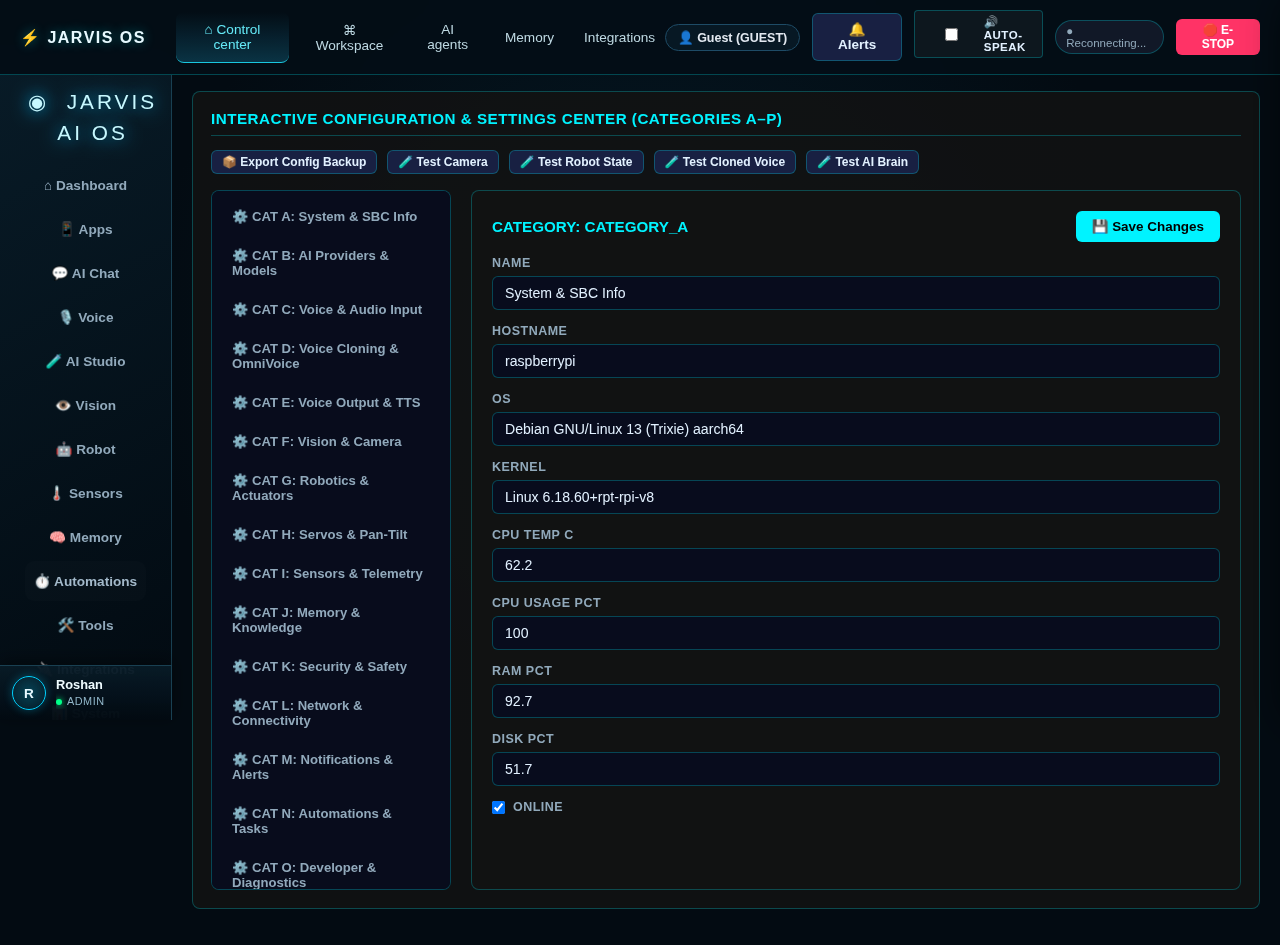 ⚡ JARVIS OS
⌂ Control center
⌘ Workspace
AI agents
Memory
Integrations
👤 Guest (GUEST)
🔔 Alerts
🔊 AUTO-SPEAK
● Reconnecting...
🛑 E-STOP
◉ JARVIS AI OS
⌂ Dashboard
📱 Apps
💬 AI Chat
🎙️ Voice
🧪 AI Studio
👁️ Vision
🤖 Robot
🌡️ Sensors
🧠 Memory
⏱️ Automations
🛠️ Tools
Integrations
System
R
Roshan
ADMIN
INTERACTIVE CONFIGURATION & SETTINGS CENTER (CATEGORIES A–P)
📦 Export Config Backup
🧪 Test Camera
🧪 Test Robot State
🧪 Test Cloned Voice
🧪 Test AI Brain
⚙️ CAT A: System & SBC Info
⚙️ CAT B: AI Providers &
Models
⚙️ CAT C: Voice & Audio Input
⚙️ CAT D: Voice Cloning &
OmniVoice
⚙️ CAT E: Voice Output & TTS
⚙️ CAT F: Vision & Camera
⚙️ CAT G: Robotics &
Actuators
⚙️ CAT H: Servos & Pan-Tilt
⚙️ CAT I: Sensors & Telemetry
⚙️ CAT J: Memory &
Knowledge
⚙️ CAT K: Security & Safety
⚙️ CAT L: Network &
Connectivity
⚙️ CAT M: Notifications &
Alerts
⚙️ CAT N: Automations &
Tasks
⚙️ CAT O: Developer &
Diagnostics
CATEGORY: CATEGORY_A
💾 Save Changes
NAME
System & SBC Info
HOSTNAME
raspberrypi
OS
Debian GNU/Linux 13 (Trixie) aarch64
KERNEL
Linux 6.18.60+rpt-rpi-v8
CPU TEMP C
62.2
CPU USAGE PCT
100
RAM PCT
92.7
DISK PCT
51.7
ONLINE